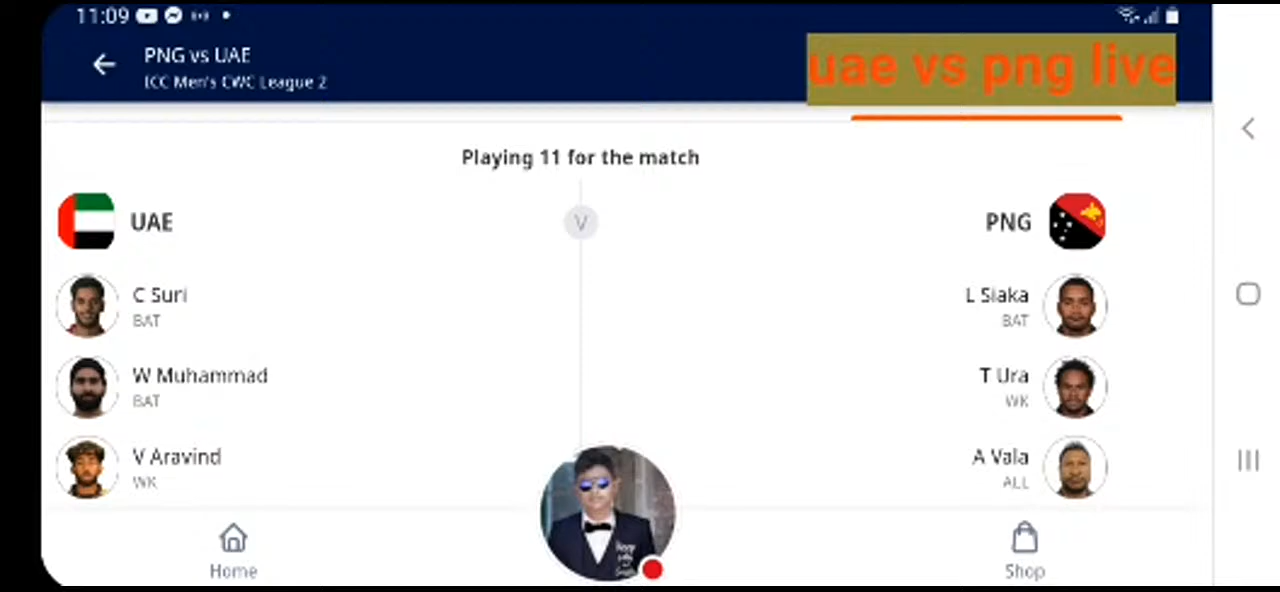 11:09
PNG vs UAE
ICC Men's CWC League 2
uae vs png live
Playing 11 for the match
UAE
V
PNG
C Suri
BAT
L Siaka
BAT
W Muhammad
BAT
T Ura
WK
V Aravind
WK
A Vala
ALL
Home
Shop